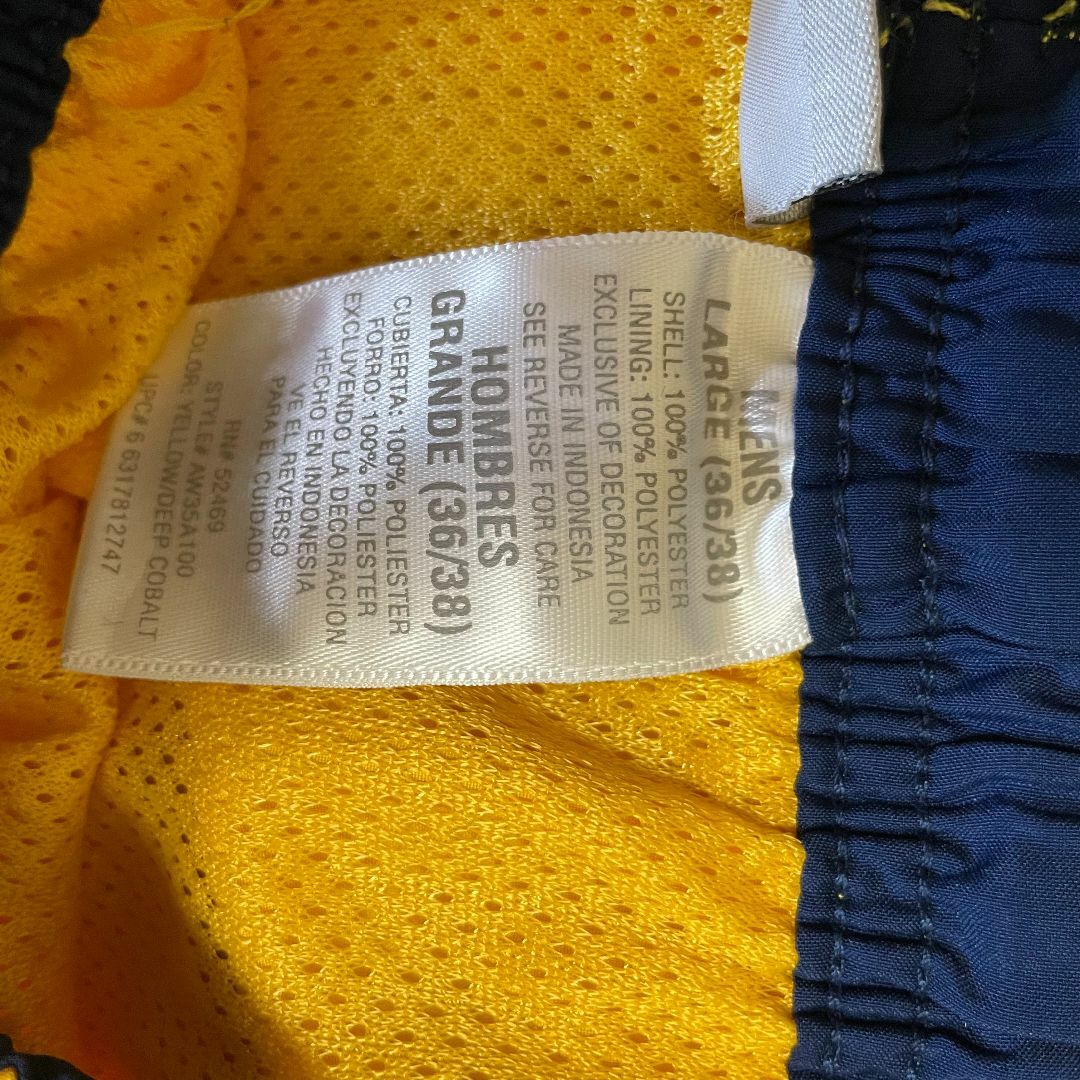 MENS
LARGE (36/38)
SHELL: 100% POLYESTER
LINING: 100% POLYESTER
EXCLUSIVE OF DECORATION
MADE IN INDONESIA
SEE REVERSE FOR CARE
HOMBRES
GRANDE (36/38)
CUBIERTA: 100% POLIESTER
FORRO: 100% POLIESTER
EXCLUYENDO LA DECORACION
HECHO EN INDONESIA
VE EL REVERSO
PARA EL CUIDADO
RN# 52469
STYLE# AW35A100
COLOR: YELLOW/DEEP COBALT
UPC# 6 6317812747